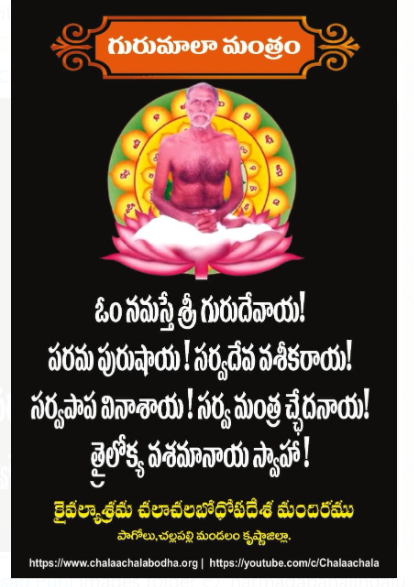 గురుమాలా మంత్రం
ఓం నమస్తే శ్రీ గురుదేవాయ!
పరమ పురుషాయ! సర్వదేవ వశీకరాయ!
సర్వపాప వినాశాయ! సర్వ మంత్ర చ్ఛేదనాయ!
త్రైలోక్య వశమానాయ స్వాహా!
కైవల్యాశ్రమ చలాచలబోధోపదేశ మందిరము
పాగోలు,చల్లపల్లి మండలం కృష్ణాజిల్లా.
https://www.chalaachalabodha.org | https://youtube.com/c/Chalaachala